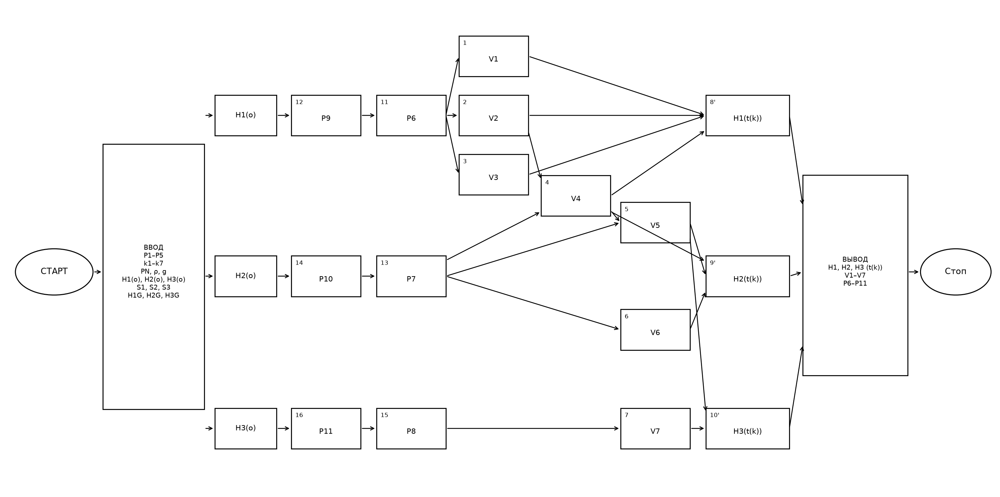 СТАРТ
ВВОД
P1–P5
k1–k7
PN, ρ, g
H1(o), H2(o), H3(o)
S1, S2, S3
H1G, H2G, H3G
H1(o)
12
P9
11
P6
1
V1
2
V2
3
V3
8'
H1(t(k))
H2(o)
14
P10
13
P7
4
V4
5
V5
6
V6
9'
H2(t(k))
H3(o)
16
P11
15
P8
7
V7
10'
H3(t(k))
ВЫВОД
H1, H2, H3 (t(k))
V1–V7
P6–P11
Стоп